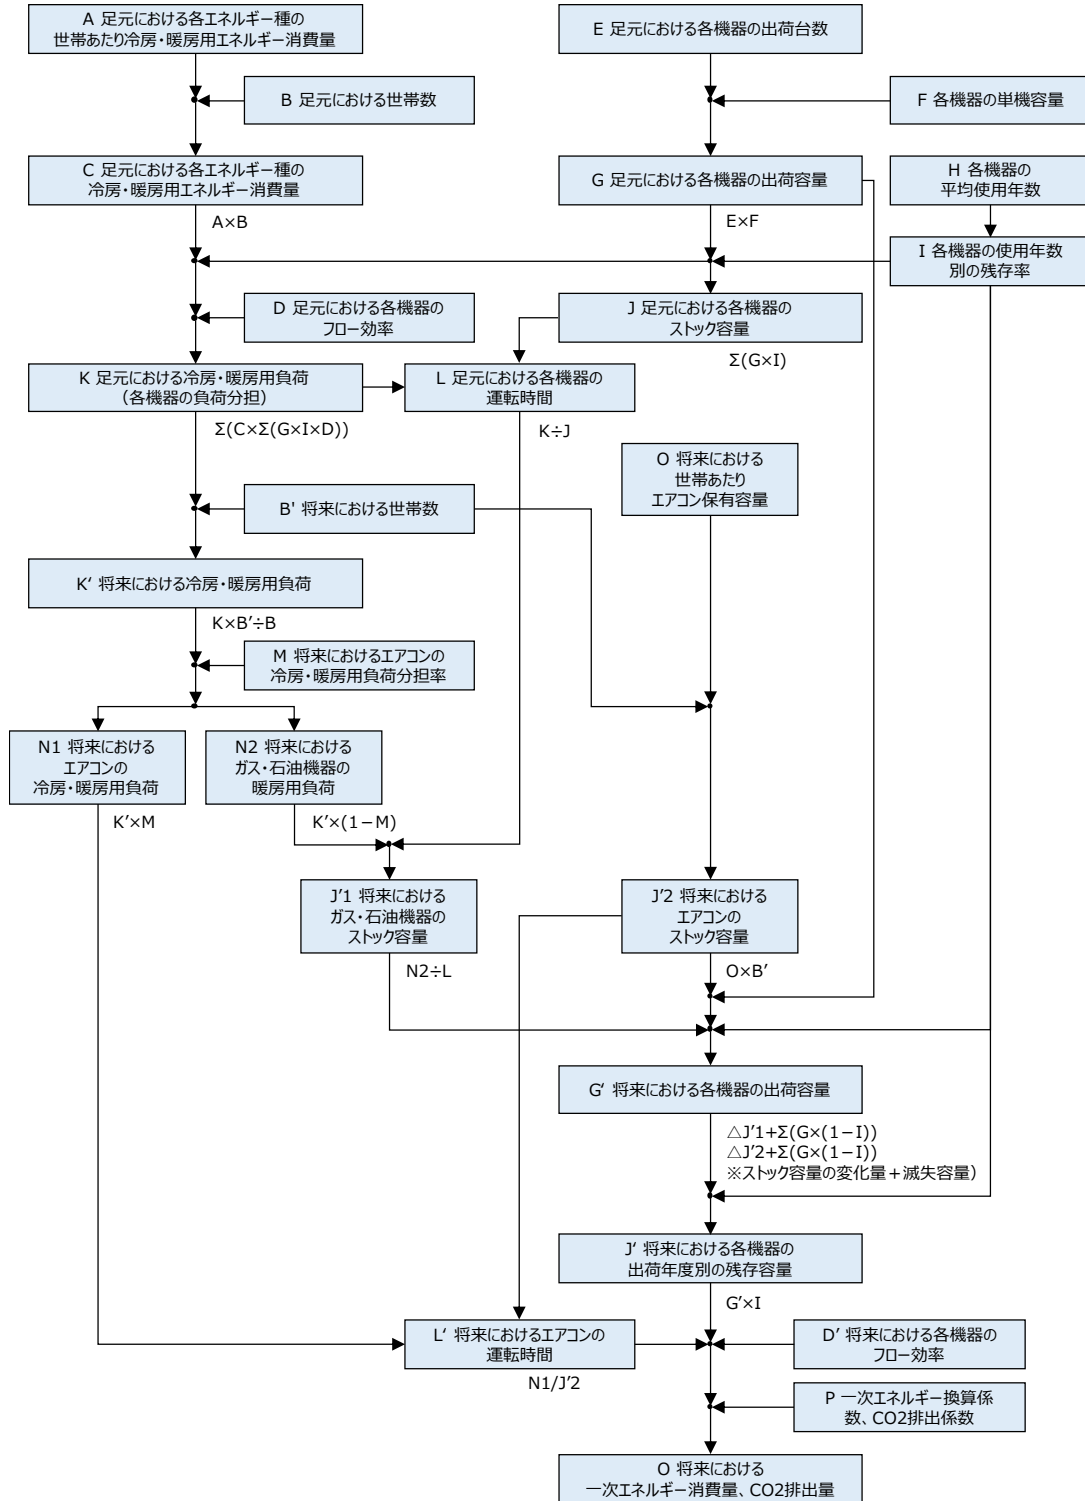 A 足元における各エネルギー種の
世帯あたり冷房・暖房用エネルギー消費量
E 足元における各機器の出荷台数
B 足元における世帯数
F 各機器の単機容量
C 足元における各エネルギー種の
冷房・暖房用エネルギー消費量
G 足元における各機器の出荷容量
H 各機器の
平均使用年数
A×B
E×F
I 各機器の使用年数
別の残存率
D 足元における各機器の
フロー効率
J 足元における各機器の
ストック容量
Σ(G×I)
K 足元における冷房・暖房用負荷
（各機器の負荷分担）
L 足元における各機器の
運転時間
Σ(C×Σ(G×I×D))
K÷J
O 将来における
世帯あたり
エアコン保有容量
B' 将来における世帯数
K‘ 将来における冷房・暖房用負荷
K×B’÷B
M 将来におけるエアコンの
冷房・暖房用負荷分担率
N1 将来における
エアコンの
冷房・暖房用負荷
N2 将来における
ガス・石油機器の
暖房用負荷
K’×M
K’×(1−M)
J’1 将来における
ガス・石油機器の
ストック容量
J’2 将来における
エアコンの
ストック容量
N2÷L
O×B’
G‘ 将来における各機器の出荷容量
△J’1+Σ(G×(1−I))
△J’2+Σ(G×(1−I))
※ストック容量の変化量＋滅失容量）
J‘ 将来における各機器の
出荷年度別の残存容量
G’×I
L‘ 将来におけるエアコンの
運転時間
D’ 将来における各機器の
フロー効率
N1/J’2
P 一次エネルギー換算係
数、CO2排出係数
O 将来における
一次エネルギー消費量、CO2排出量